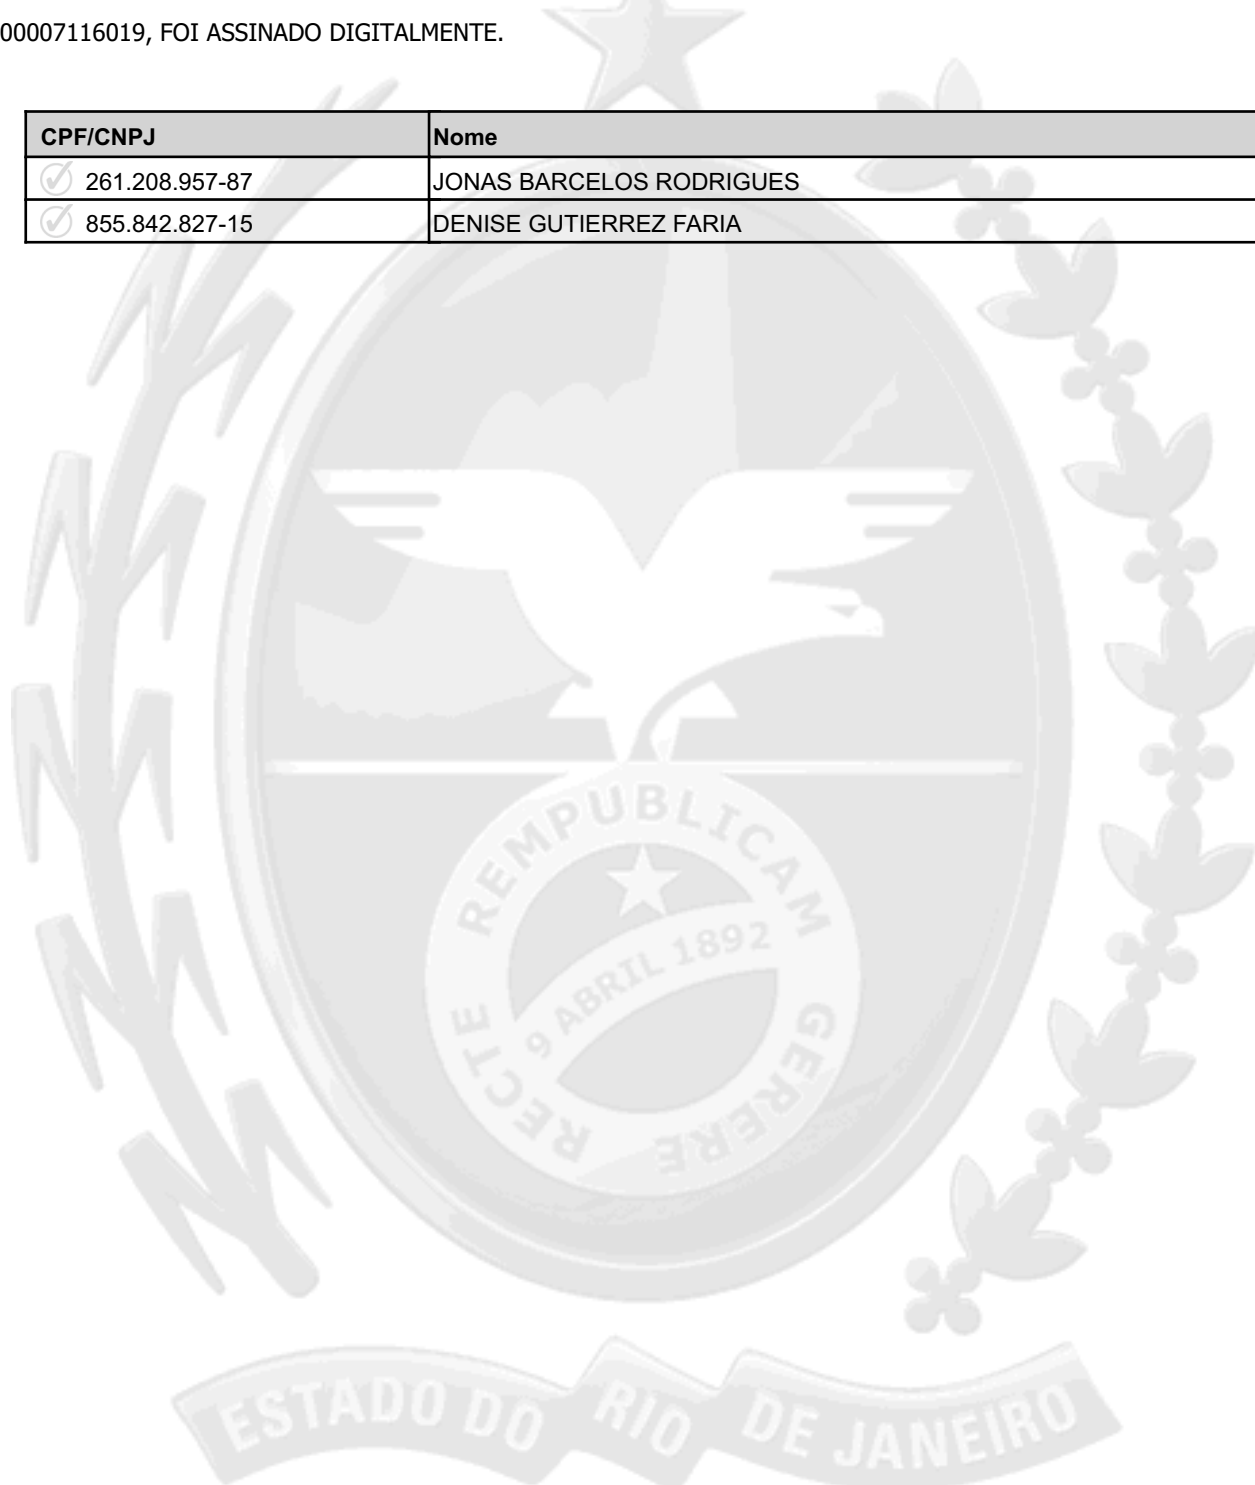 00007116019, FOI ASSINADO DIGITALMENTE.
CPF/CNPJ Nome
261.208.957-87 JONAS BARCELOS RODRIGUES
855.842.827-15 DENISE GUTIERREZ FARIA
RECTE REMPUBLICAM GERERE
9 ABRIL 1892
ESTADO DO RIO DE JANEIRO